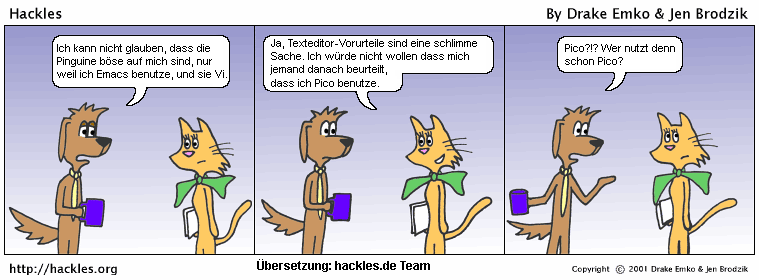 Hackles
By Drake Emko & Jen Brodzik
Ich kann nicht glauben, dass die
Pinguine böse auf mich sind, nur
weil ich Emacs benutze, und sie Vi.
Ja, Texteditor-Vorurteile sind eine schlimme
Sache. Ich würde nicht wollen dass mich
jemand danach beurteilt,
dass ich Pico benutze.
Pico?!? Wer nutzt denn
schon Pico?
http://hackles.org
Übersetzung: hackles.de Team
Copyright © 2001 Drake Emko & Jen Brodzik